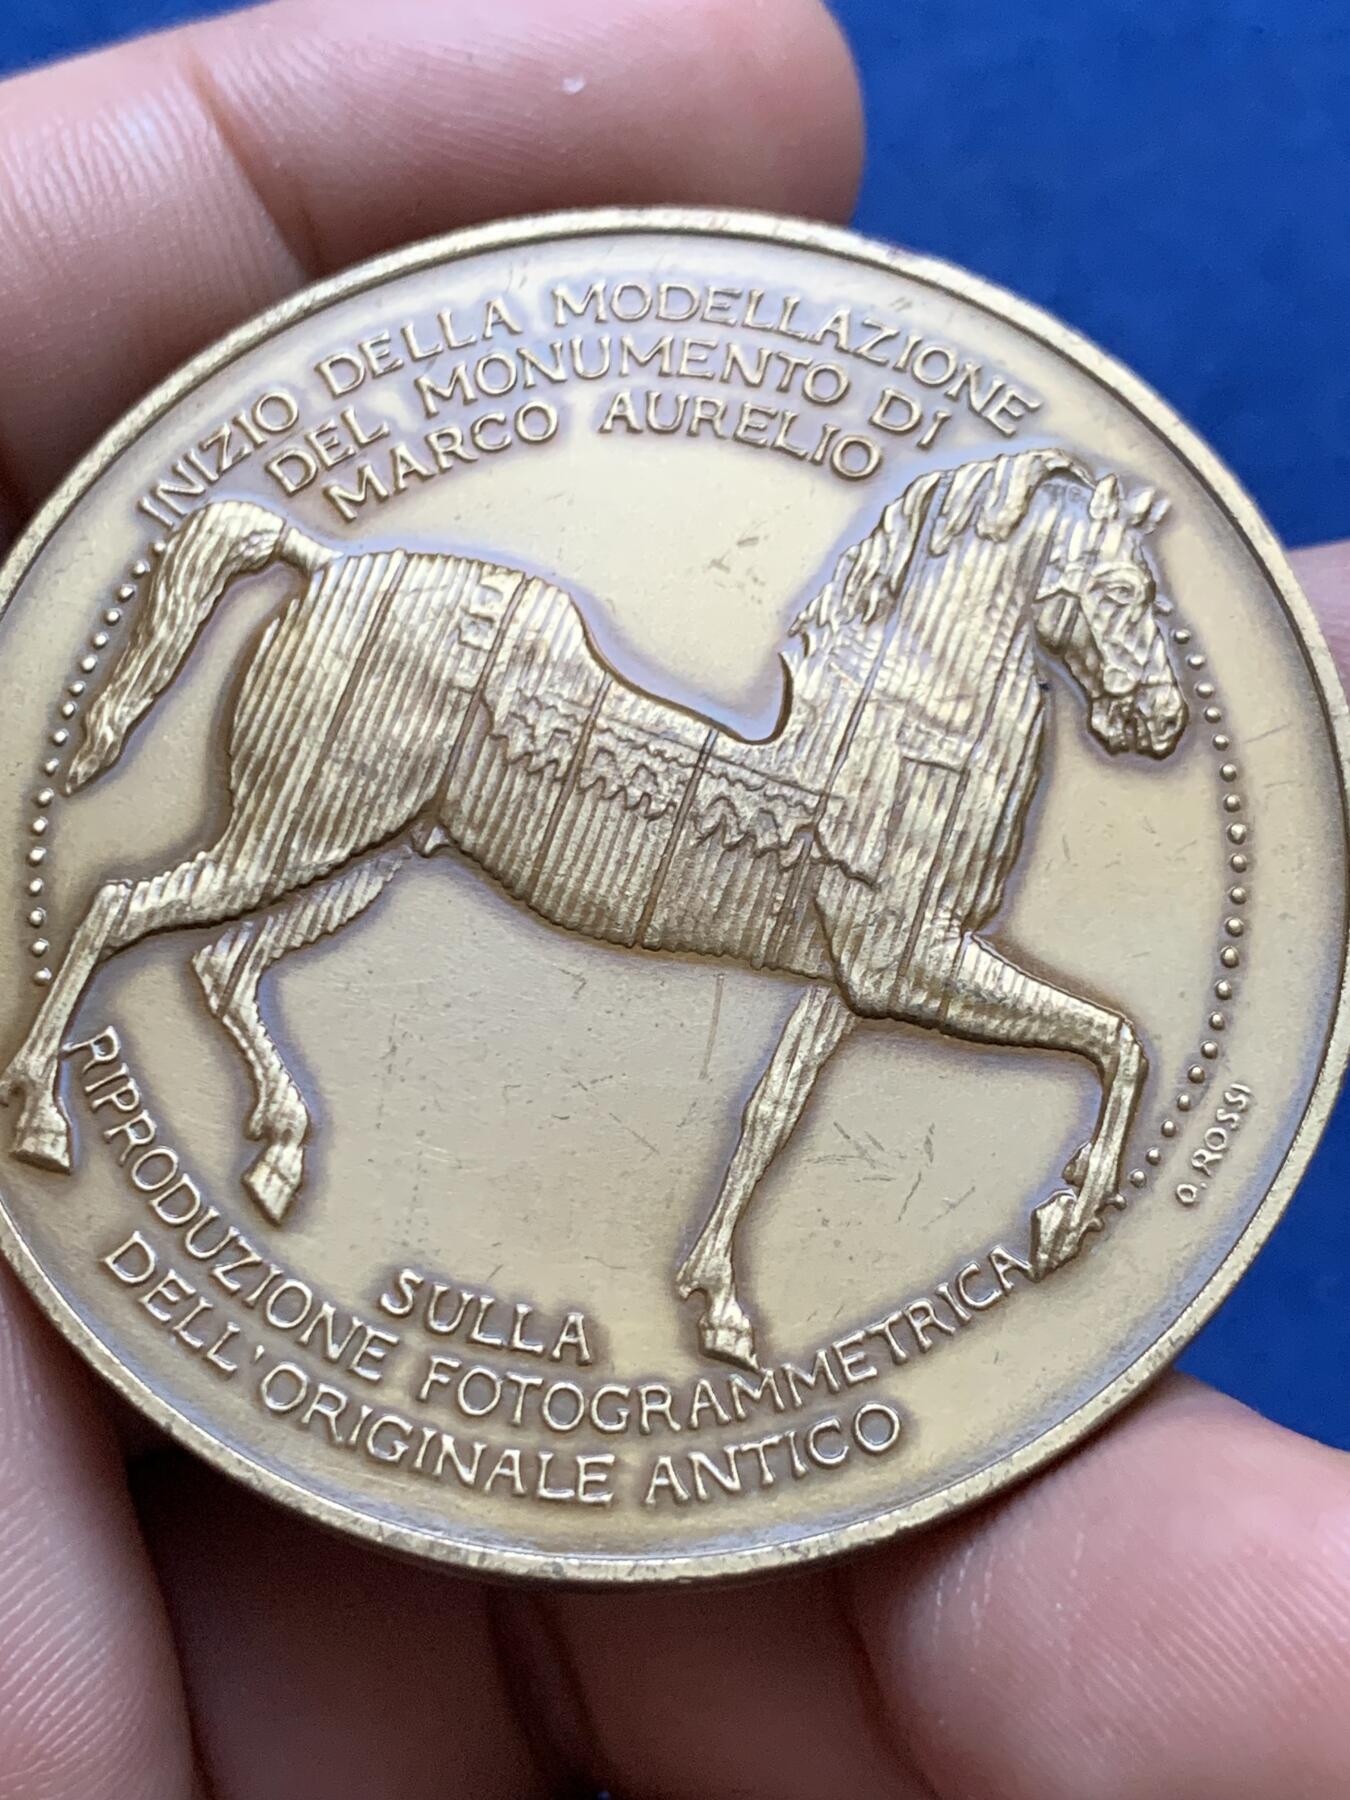 INIZIO DELLA MODELLAZIONE
DEL MONUMENTO DI
MARCO AURELIO
SULLA
RIPRODUZIONE FOTOGRAMMETRICA
DELL'ORIGINALE ANTICO
O. ROSSI